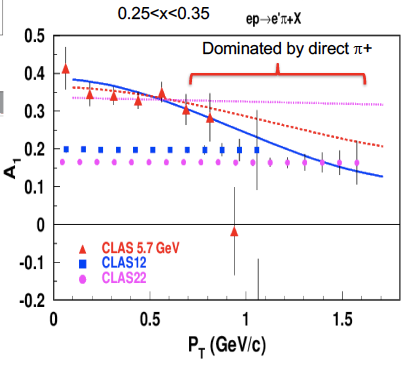 0.25<x<0.35
ep→e'π+X
Dominated by direct π+
0.5
0.4
0.3
0.2
0.1
0
-0.1
-0.2
A1
CLAS 5.7 GeV
CLAS12
CLAS22
0 0.5 1 1.5
PT (GeV/c)